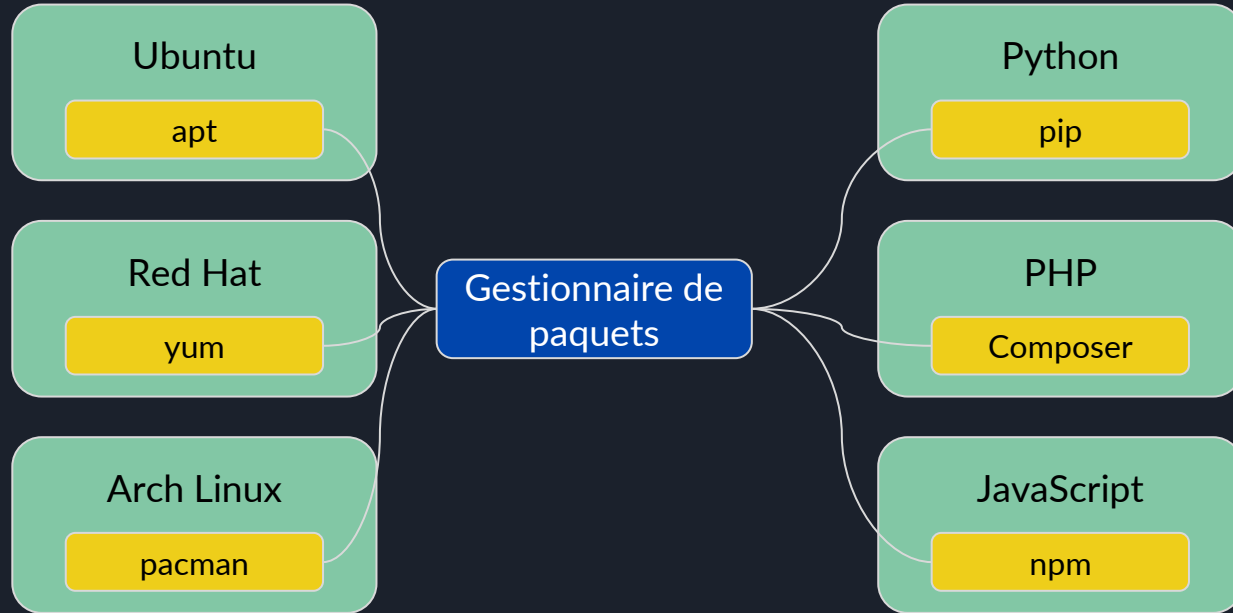 Ubuntu
apt
Red Hat
yum
Arch Linux
pacman
Gestionnaire de
paquets
Python
pip
PHP
Composer
JavaScript
npm